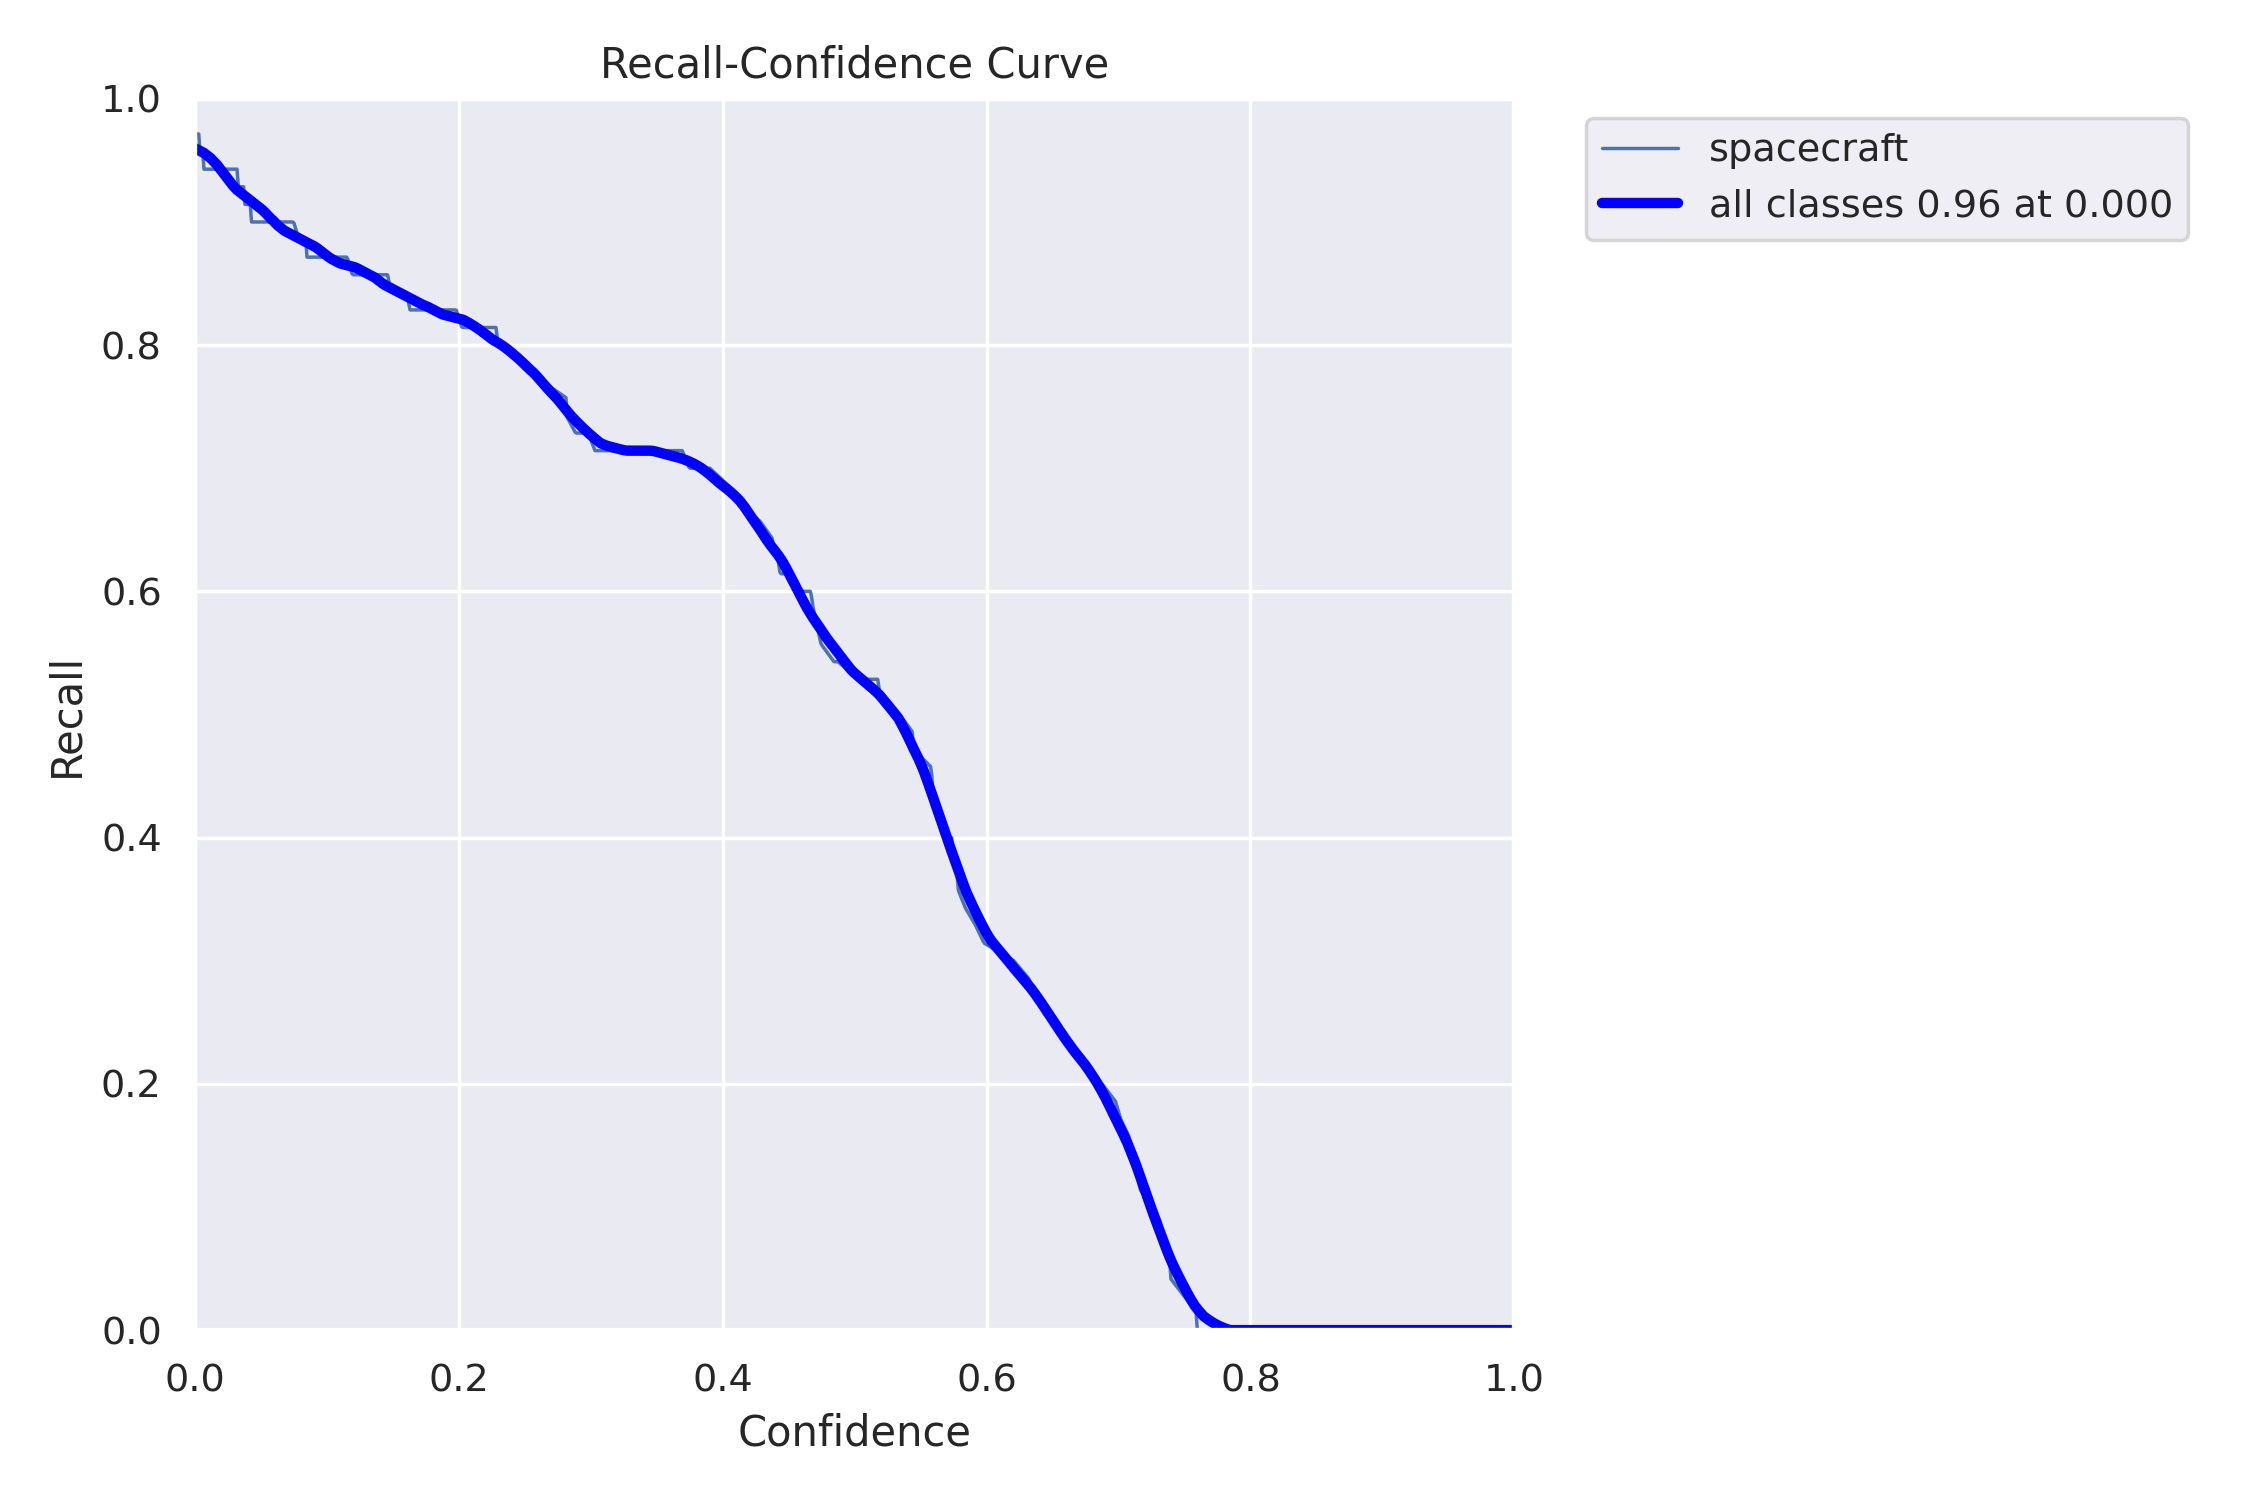 Recall-Confidence Curve
1.0
0.8
0.6
0.4
0.2
0.0
Recall
0.0 0.2 0.4 0.6 0.8 1.0
Confidence
spacecraft
all classes 0.96 at 0.000